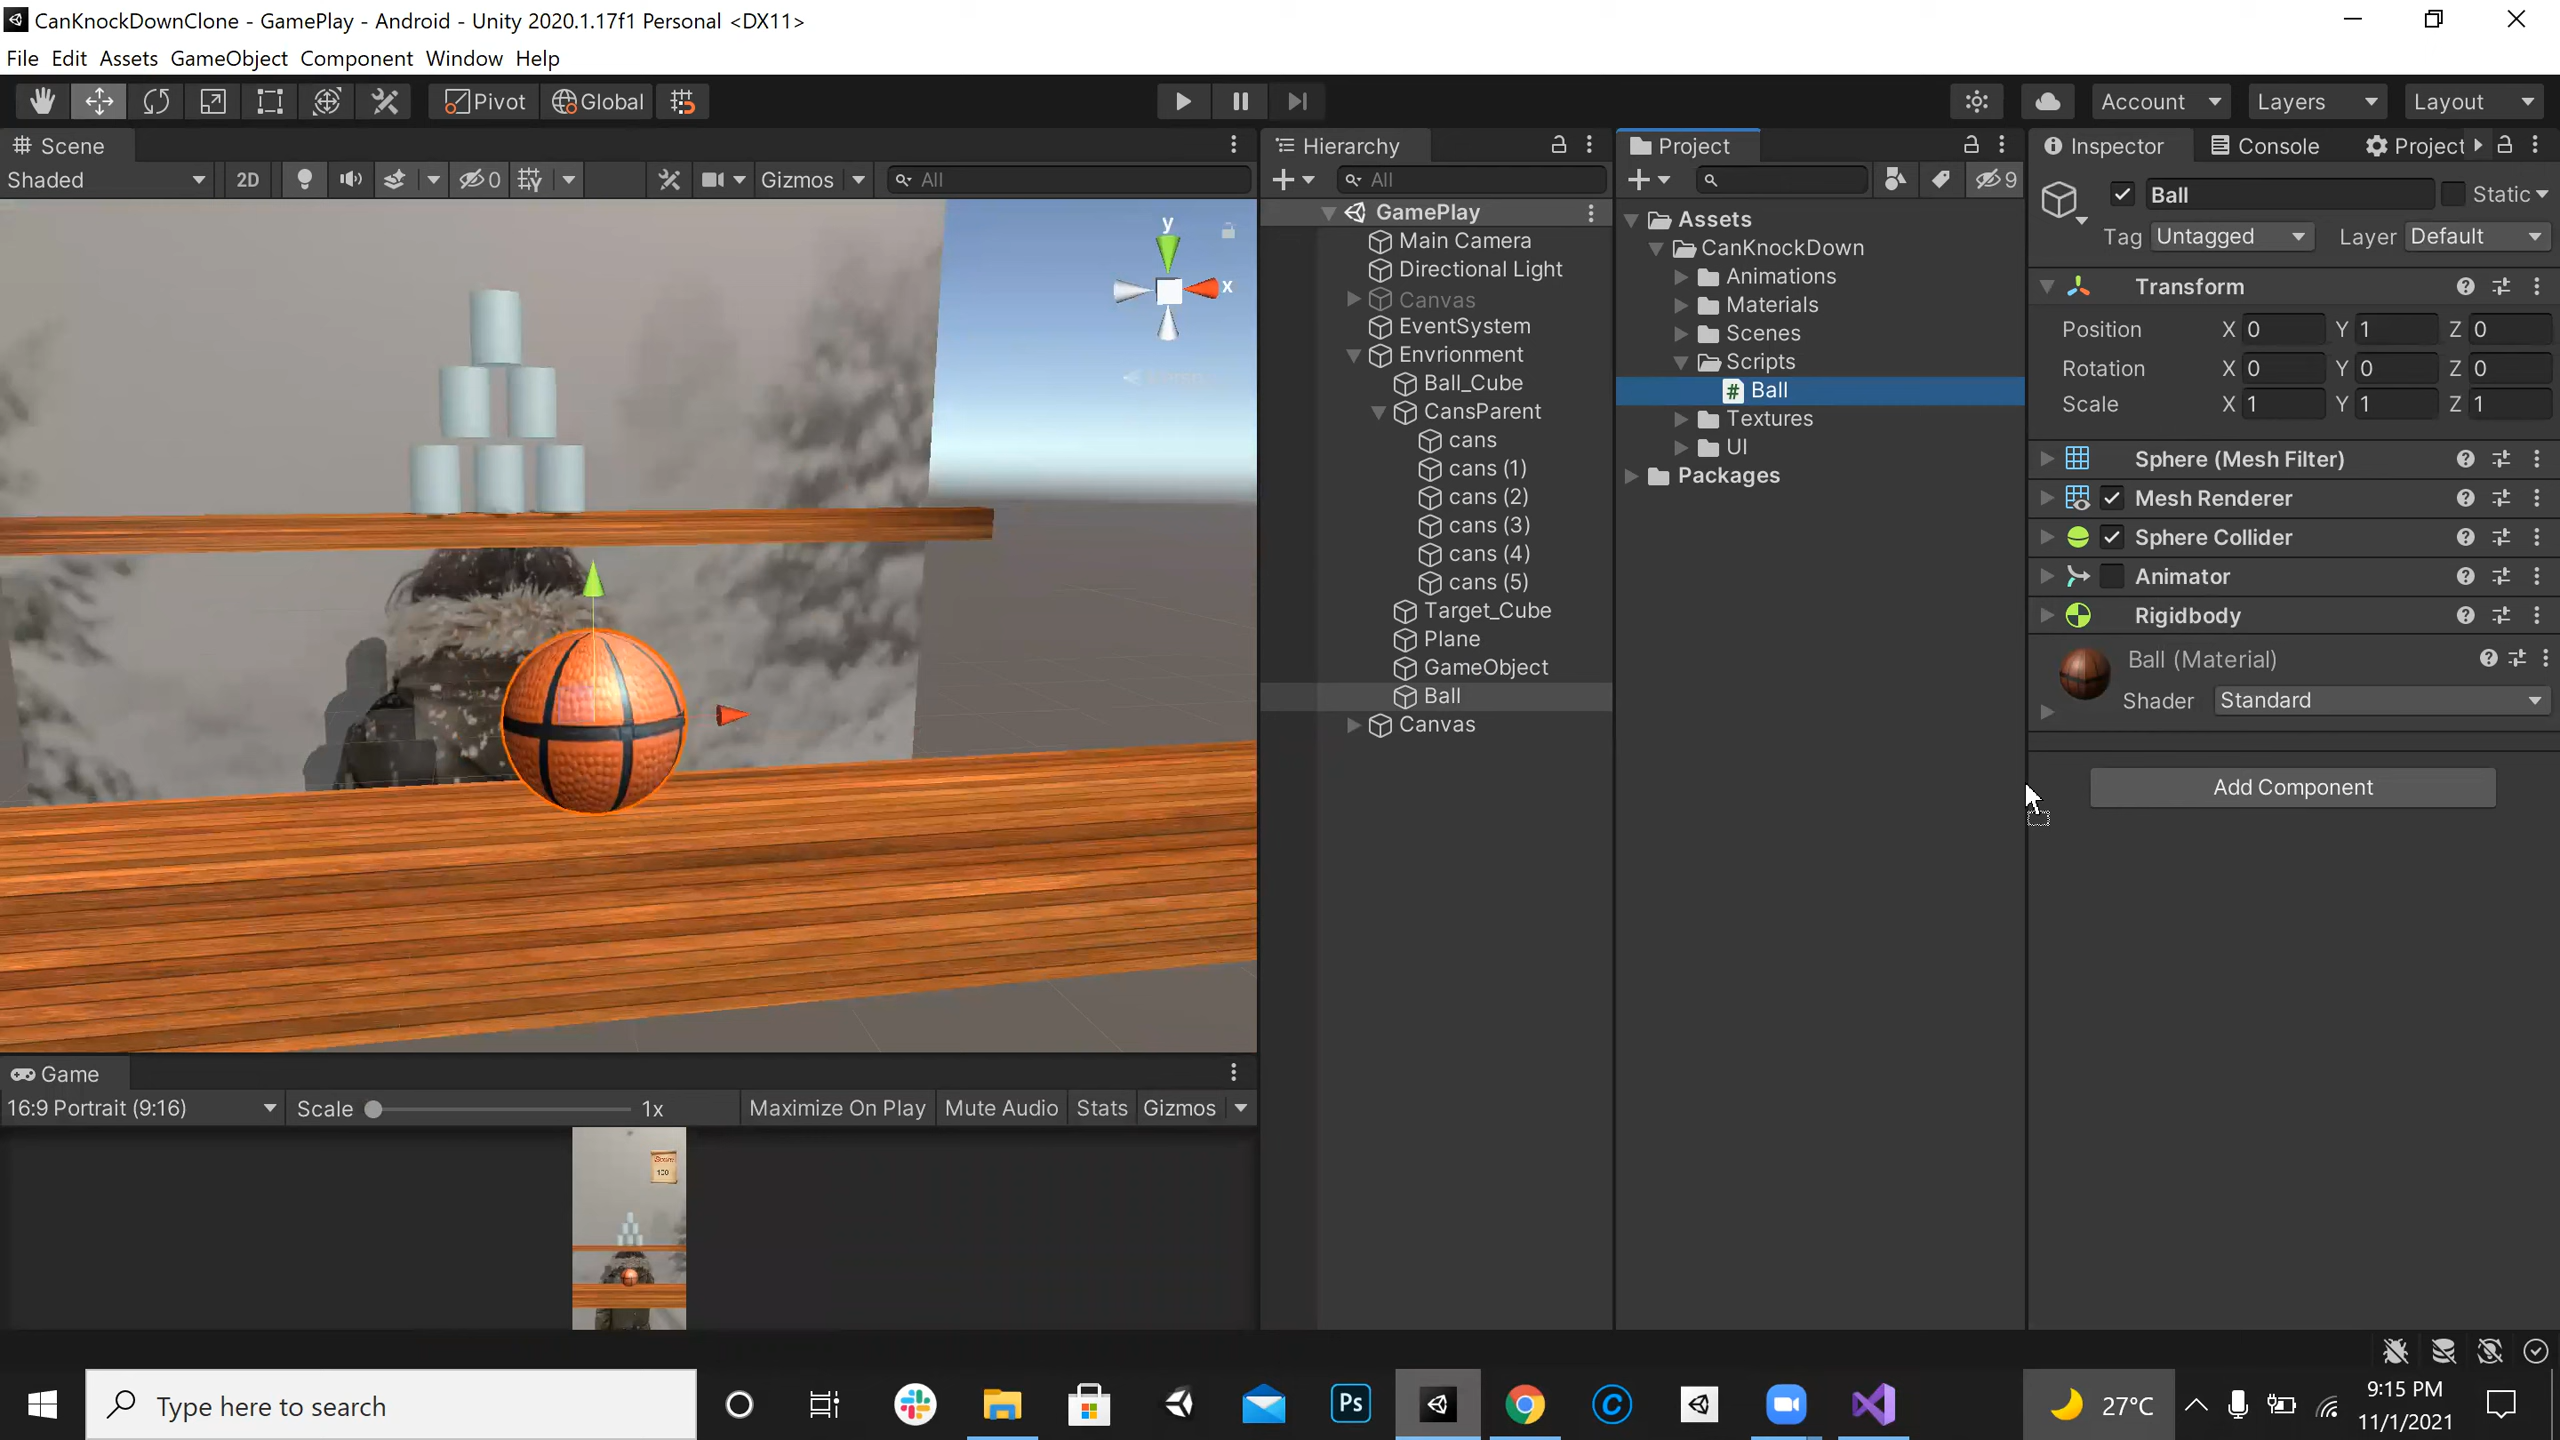 CanKnockDownClone - GamePlay - Android - Unity 2020.1.17f1 Personal <DX11>
File Edit Assets GameObject Component Window Help
Pivot Global Account Layers Layout
Scene
Shaded 2D 0 Gizmos All
y
x
Game
16:9 Portrait (9:16) Scale 1x Maximize On Play Mute Audio Stats Gizmos
Score
100
Hierarchy
All
GamePlay
Main Camera
Directional Light
Canvas
EventSystem
Envrionment
Ball_Cube
CansParent
cans
cans (1)
cans (2)
cans (3)
cans (4)
cans (5)
Target_Cube
Plane
GameObject
Ball
Canvas
Project
9
Assets
CanKnockDown
Animations
Materials
Scenes
Scripts
# Ball
Textures
UI
Packages
Inspector Console Project
Ball Static
Tag Untagged Layer Default
Transform
Position X 0 Y 1 Z 0
Rotation X 0 Y 0 Z 0
Scale X 1 Y 1 Z 1
Sphere (Mesh Filter)
Mesh Renderer
Sphere Collider
Animator
Rigidbody
Ball (Material)
Shader Standard
Add Component
Type here to search
Ps
27°C
9:15 PM
11/1/2021